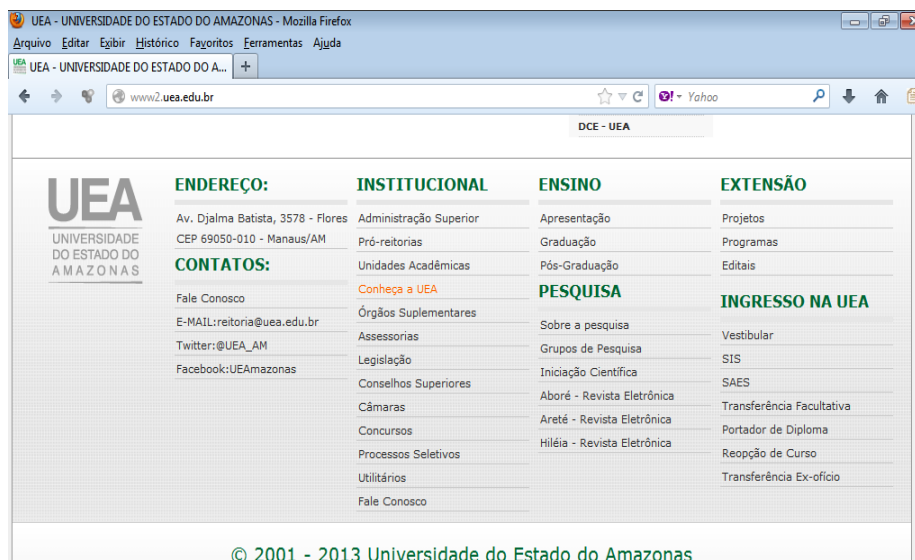 UEA - UNIVERSIDADE DO ESTADO DO AMAZONAS - Mozilla Firefox
Arquivo Editar Exibir Histórico Favoritos Ferramentas Ajuda
UEA UEA - UNIVERSIDADE DO ESTADO DO A... +
www2.uea.edu.br Yahoo
DCE - UEA
UEA
UNIVERSIDADE
DO ESTADO DO
AMAZONAS
ENDEREÇO:
Av. Djalma Batista, 3578 - Flores
CEP 69050-010 - Manaus/AM
CONTATOS:
Fale Conosco
E-MAIL:reitoria@uea.edu.br
Twitter:@UEA_AM
Facebook:UEAmazonas
INSTITUCIONAL
Administração Superior
Pró-reitorias
Unidades Acadêmicas
Conheça a UEA
Órgãos Suplementares
Assessorias
Legislação
Conselhos Superiores
Câmaras
Concursos
Processos Seletivos
Utilitários
Fale Conosco
ENSINO
Apresentação
Graduação
Pós-Graduação
PESQUISA
Sobre a pesquisa
Grupos de Pesquisa
Iniciação Científica
Aboré - Revista Eletrônica
Areté - Revista Eletrônica
Hiléia - Revista Eletrônica
EXTENSÃO
Projetos
Programas
Editais
INGRESSO NA UEA
Vestibular
SIS
SAES
Transferência Facultativa
Portador de Diploma
Reopção de Curso
Transferência Ex-ofício
© 2001 - 2013 Universidade do Estado do Amazonas